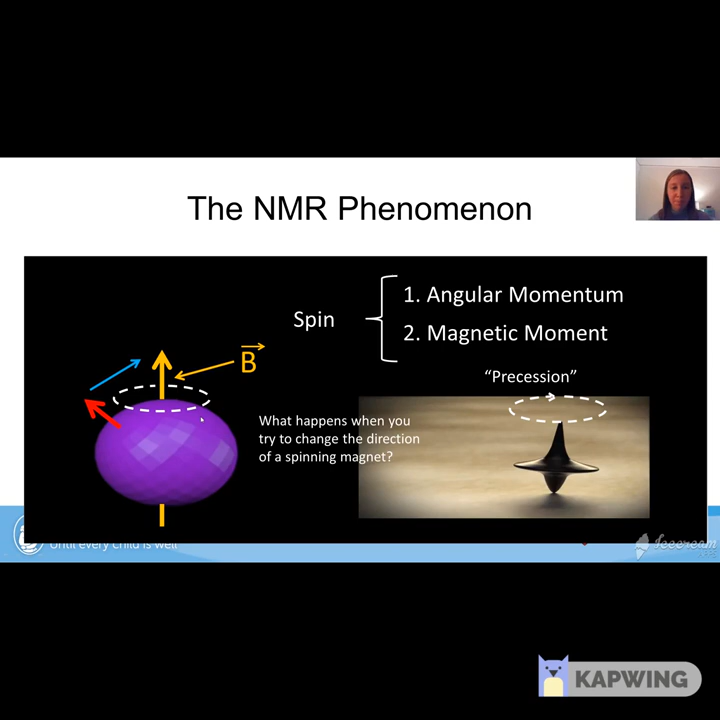 The NMR Phenomenon
Spin
1. Angular Momentum
2. Magnetic Moment
B
"Precession"
What happens when you
try to change the direction
of a spinning magnet?
Until every child is well
Icecream
KAPWING